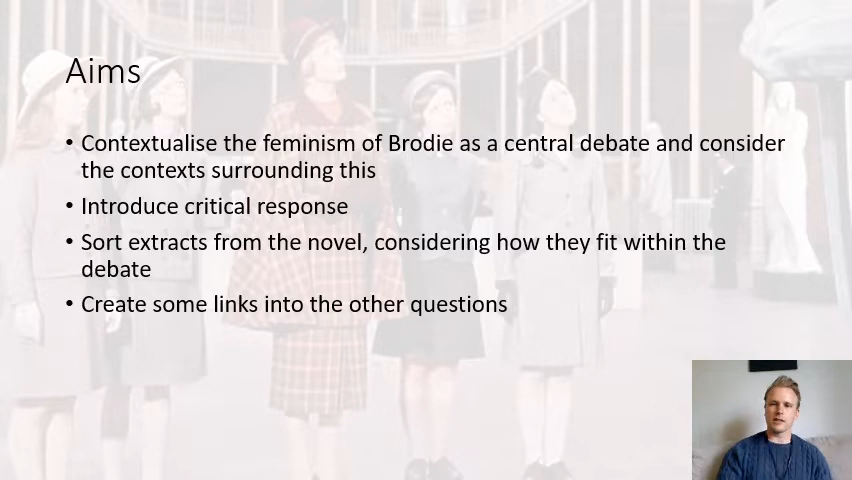 Aims
• Contextualise the feminism of Brodie as a central debate and consider
the contexts surrounding this
• Introduce critical response
• Sort extracts from the novel, considering how they fit within the
debate
• Create some links into the other questions